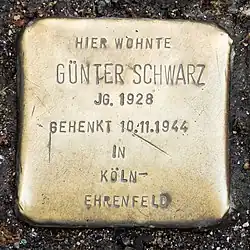 HIER WOHNTE
GÜNTER SCHWARZ
JG. 1928
GEHENKT 10.11.1944
IN
KÖLN-
EHRENFELD